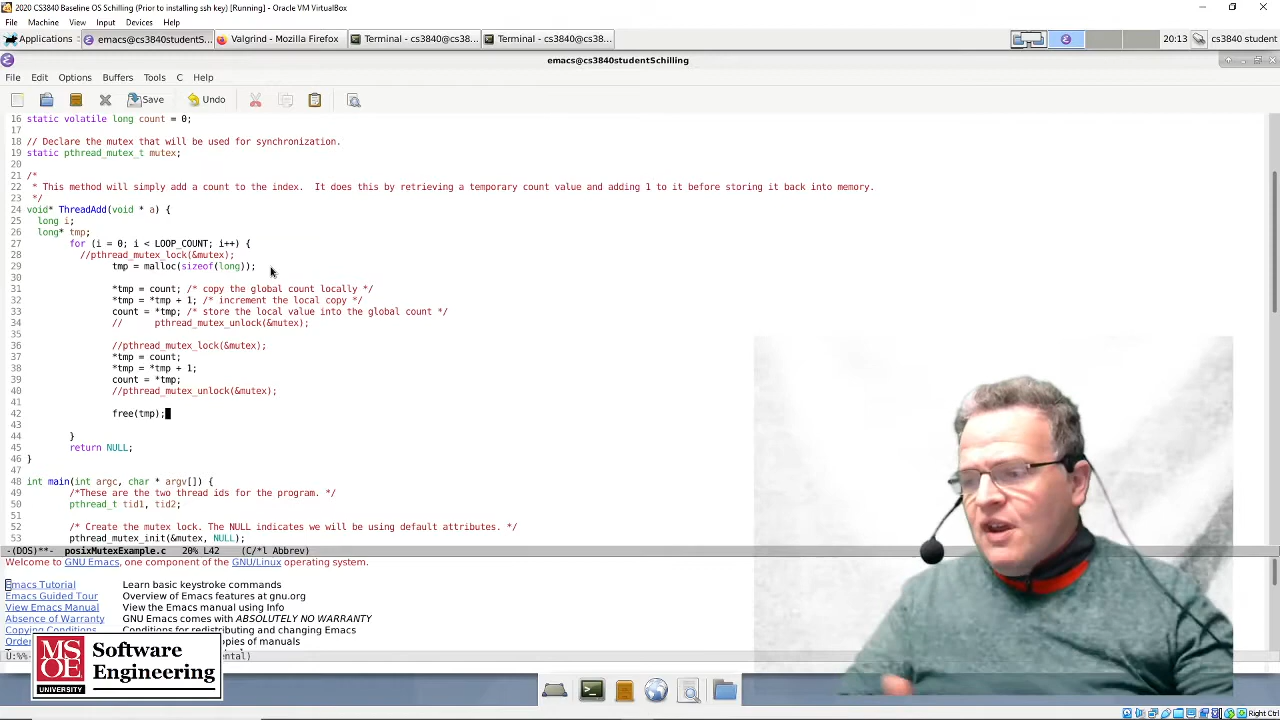 2020 CS3840 Baseline OS Schilling (Prior to installing ssh key) [Running] - Oracle VM VirtualBox
File Machine View Input Devices Help
Applications emacs@cs3840studentS... Valgrind - Mozilla Firefox Terminal - cs3840@cs38... Terminal - cs3840@cs38... 20:13 cs3840 student
emacs@cs3840studentSchilling
File Edit Options Buffers Tools C Help
Save Undo
16 static volatile long count = 0;
17
18 // Declare the mutex that will be used for synchronization.
19 static pthread_mutex_t mutex;
20
21 /*
22 * This method will simply add a count to the index. It does this by retrieving a temporary count value and adding 1 to it before storing it back into memory.
23 */
24 void* ThreadAdd(void * a) {
25 long i;
26 long* tmp;
27 for (i = 0; i < LOOP_COUNT; i++) {
28 //pthread_mutex_lock(&mutex);
29 tmp = malloc(sizeof(long));
30
31 *tmp = count; /* copy the global count locally */
32 *tmp = *tmp + 1; /* increment the local copy */
33 count = *tmp; /* store the local value into the global count */
34 // pthread_mutex_unlock(&mutex);
35
36 //pthread_mutex_lock(&mutex);
37 *tmp = count;
38 *tmp = *tmp + 1;
39 count = *tmp;
40 //pthread_mutex_unlock(&mutex);
41
42 free(tmp);
43
44 }
45 return NULL;
46 }
47
48 int main(int argc, char * argv[]) {
49 /*These are the two thread ids for the program. */
50 pthread_t tid1, tid2;
51
52 /* Create the mutex lock. The NULL indicates we will be using default attributes. */
53 pthread_mutex_init(&mutex, NULL);
-(DOS)**- posixMutexExample.c 20% L42 (C/*l Abbrev)
Welcome to GNU Emacs, one component of the GNU/Linux operating system.
Emacs Tutorial Learn basic keystroke commands
Emacs Guided Tour Overview of Emacs features at gnu.org
View Emacs Manual View the Emacs manual using Info
Absence of Warranty GNU Emacs comes with ABSOLUTELY NO WARRANTY
Copying Conditions Conditions for redistributing and changing Emacs
copies of manuals
MS
OE
UNIVERSITY
Software
Engineering
Right Ctrl